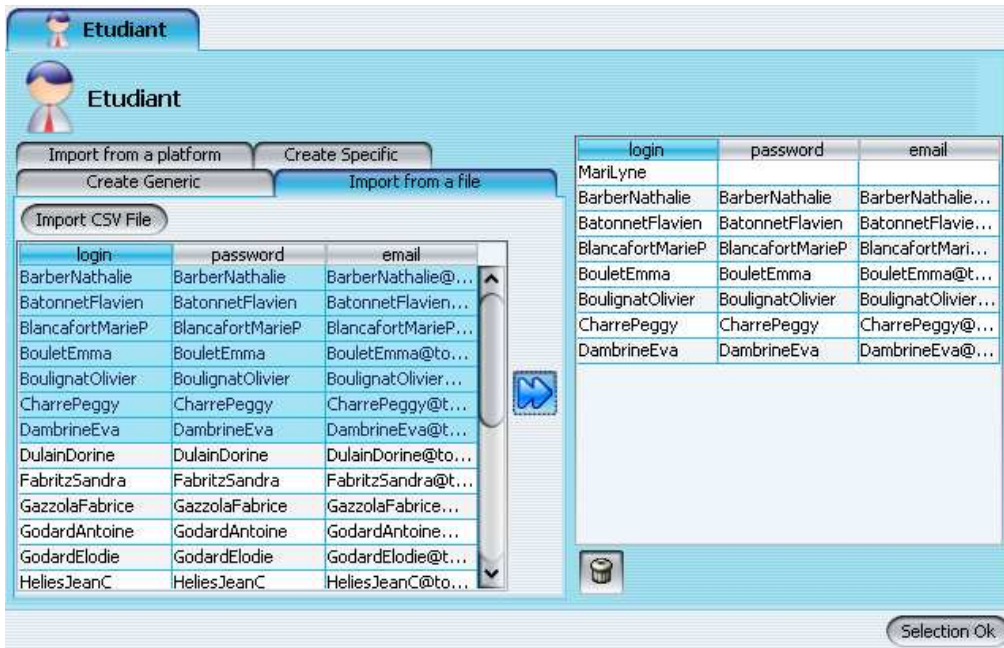 Etudiant
Etudiant
Import from a platform Create Specific
Create Generic Import from a file
Import CSV File
login password email
BarberNathalie BarberNathalie BarberNathalie@...
BatonnetFlavien BatonnetFlavien BatonnetFlavien...
BlancafortMarieP BlancafortMarieP BlancafortMarieP...
BouletEmma BouletEmma BouletEmma@to...
BoulignatOlivier BoulignatOlivier BoulignatOlivier...
CharrePeggy CharrePeggy CharrePeggy@t...
DambrineEva DambrineEva DambrineEva@t...
DulainDorine DulainDorine DulainDorine@to...
FabritzSandra FabritzSandra FabritzSandra@t...
GazzolaFabrice GazzolaFabrice GazzolaFabrice...
GodardAntoine GodardAntoine GodardAntoine...
GodardElodie GodardElodie GodardElodie@t...
HeliesJeanC HeliesJeanC HeliesJeanC@to...
login password email
MariLyne
BarberNathalie BarberNathalie BarberNathalie...
BatonnetFlavien BatonnetFlavien BatonnetFlavie...
BlancafortMarieP BlancafortMarieP BlancafortMari...
BouletEmma BouletEmma BouletEmma@t...
BoulignatOlivier BoulignatOlivier BoulignatOlivier...
CharrePeggy CharrePeggy CharrePeggy@...
DambrineEva DambrineEva DambrineEva@...
Selection Ok